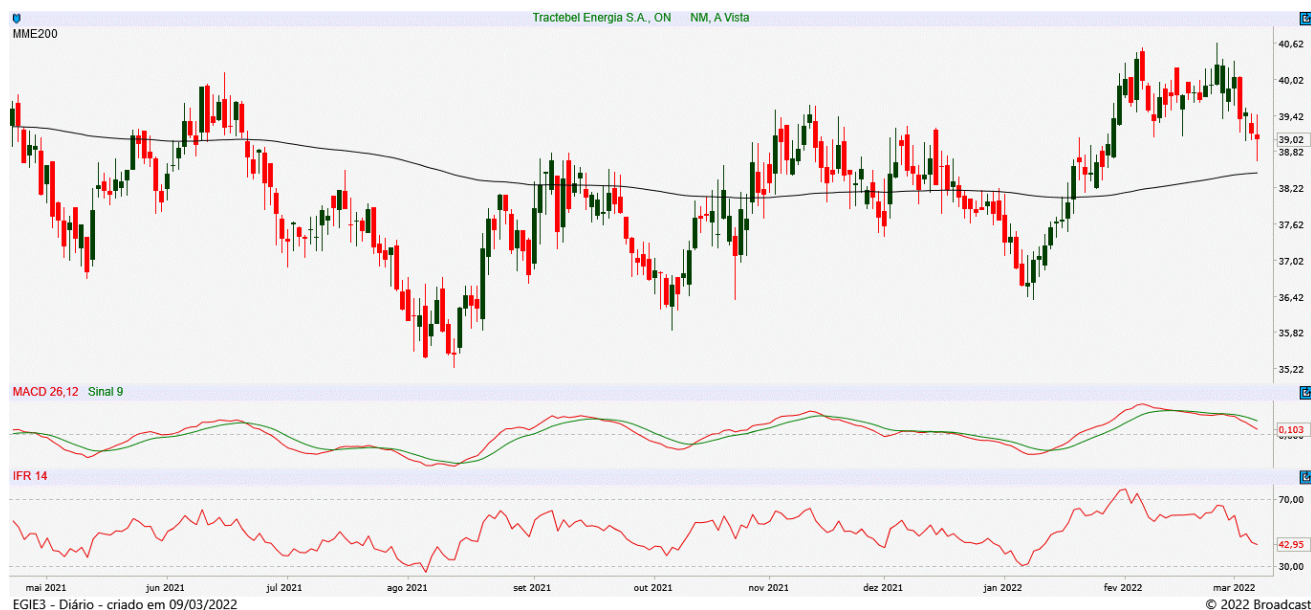 Tractebel Energia S.A., ON NM, A Vista
MME200
40,62
40,02
39,42
39,02
38,82
38,22
37,62
37,02
36,42
35,82
35,22
MACD 26,12 Sinal 9
0,103
IFR 14
70,00
42,95
30,00
mai 2021 jun 2021 jul 2021 ago 2021 set 2021 out 2021 nov 2021 dez 2021 jan 2022 fev 2022 mar 2022
EGIE3 - Diário - criado em 09/03/2022 © 2022 Broadcast